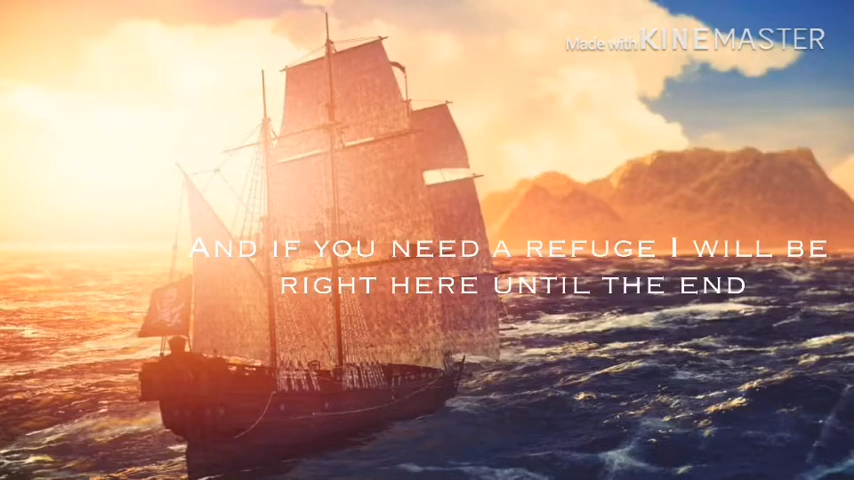 Made with KINEMASTER
AND IF YOU NEED A REFUGE I WILL BE
RIGHT HERE UNTIL THE END